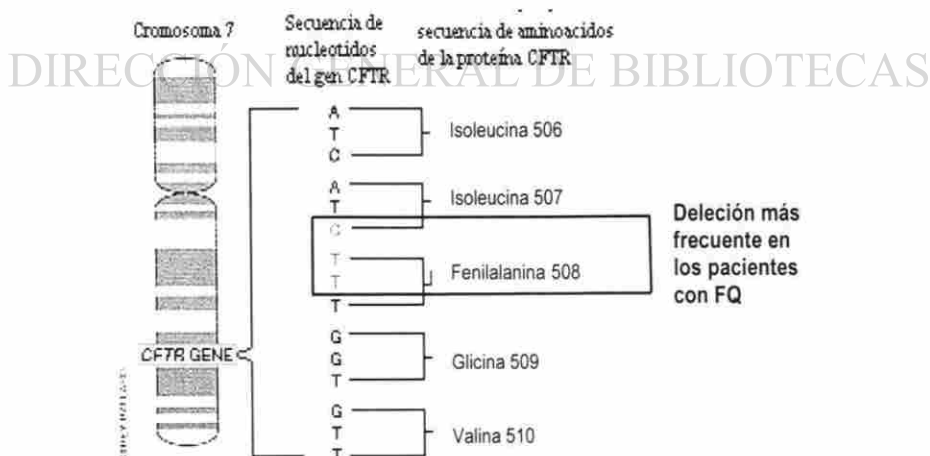 Cromosoma 7
Secuencia de
nucleotidos
del gen CFTR
secuencia de aminoacidos
de la proteína CFTR
DIRECCIÓN GENERAL DE BIBLIOTECAS
A
T
C
Isoleucina 506
A
T
C
Isoleucina 507
T
T
T
Fenilalanina 508
Deleción más
frecuente en
los pacientes
con FQ
CFTR GENE
G
G
T
Glicina 509
G
T
T
Valina 510